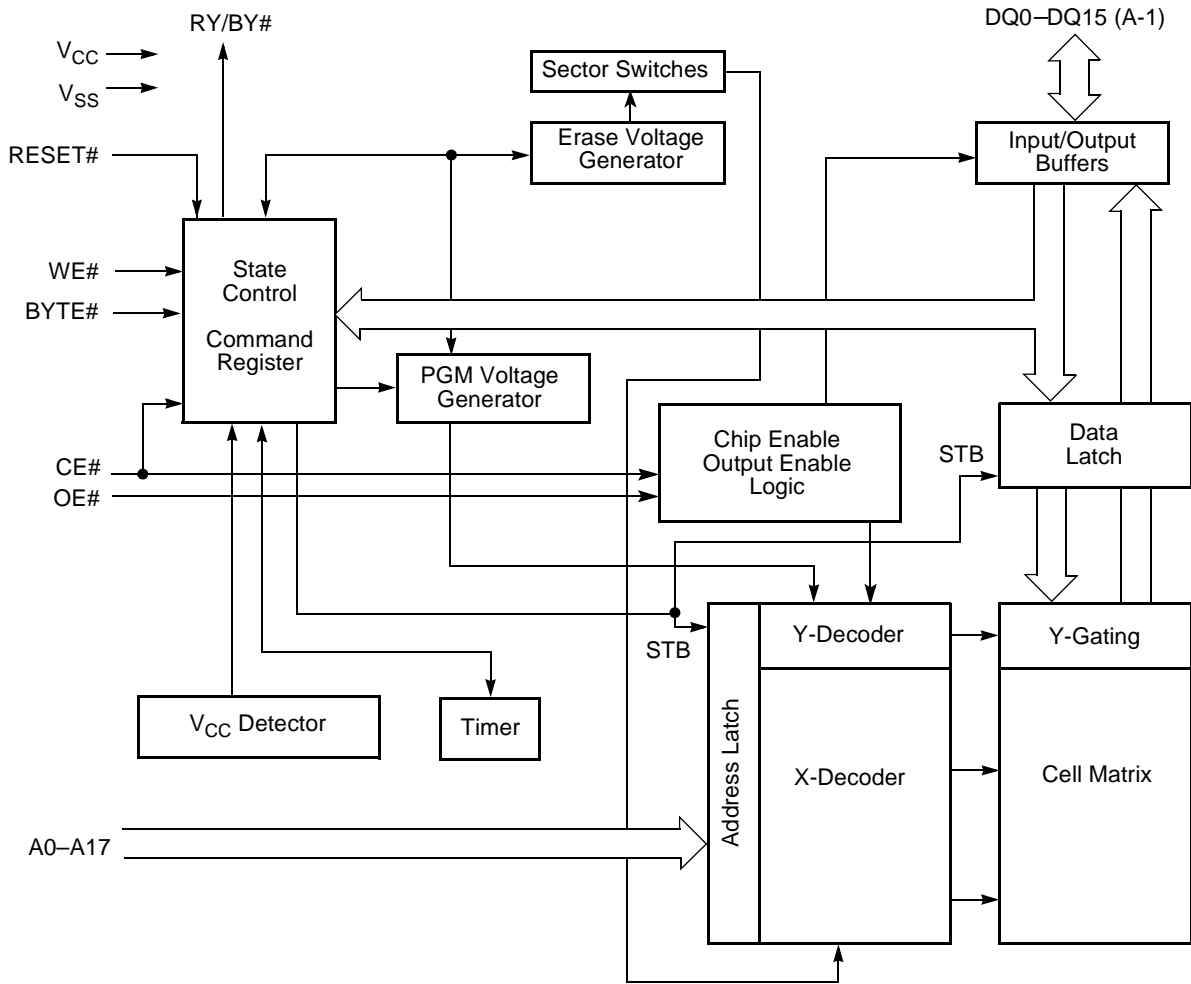 RY/BY#
DQ0–DQ15 (A-1)
VCC
VSS
Sector Switches
Erase Voltage
Generator
Input/Output
Buffers
RESET#
WE#
BYTE#
State
Control
Command
Register
PGM Voltage
Generator
Chip Enable
Output Enable
Logic
STB
Data
Latch
CE#
OE#
STB
Y-Decoder
Y-Gating
VCC Detector
Timer
Address Latch
X-Decoder
Cell Matrix
A0–A17